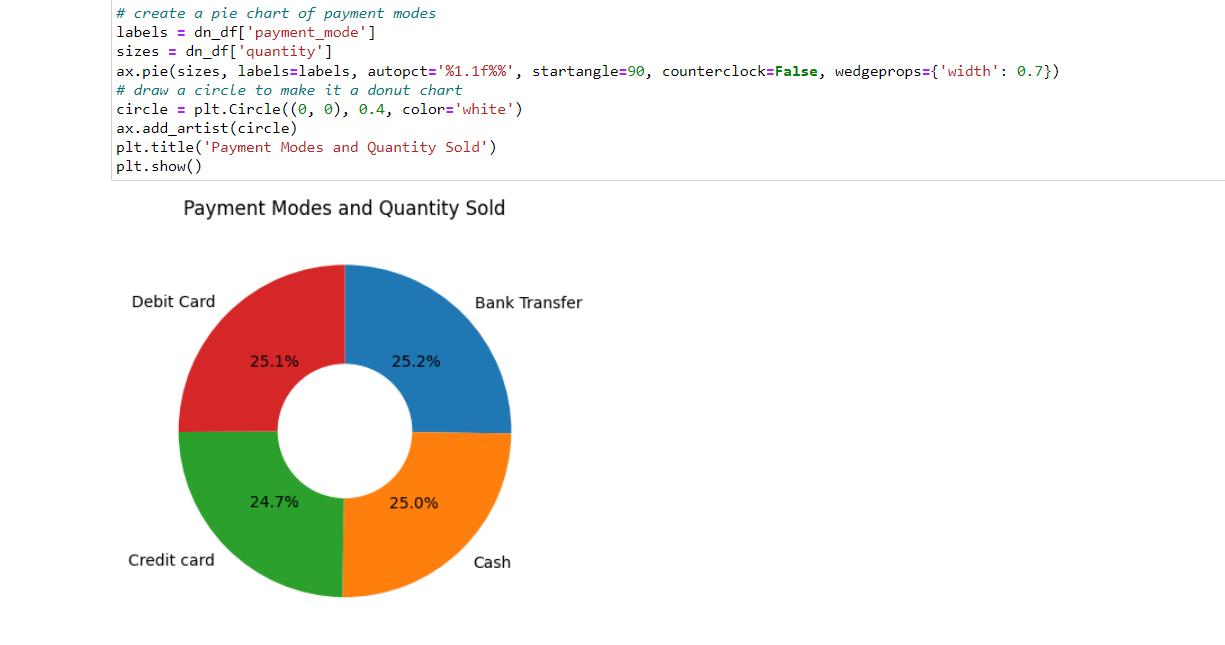 # create a pie chart of payment modes
labels = dn_df['payment_mode']
sizes = dn_df['quantity']
ax.pie(sizes, labels=labels, autopct='%1.1f%%', startangle=90, counterclock=False, wedgeprops={'width': 0.7})
# draw a circle to make it a donut chart
circle = plt.Circle((0, 0), 0.4, color='white')
ax.add_artist(circle)
plt.title('Payment Modes and Quantity Sold')
plt.show()
Payment Modes and Quantity Sold
Debit Card
Bank Transfer
25.1%
25.2%
24.7%
25.0%
Credit card
Cash